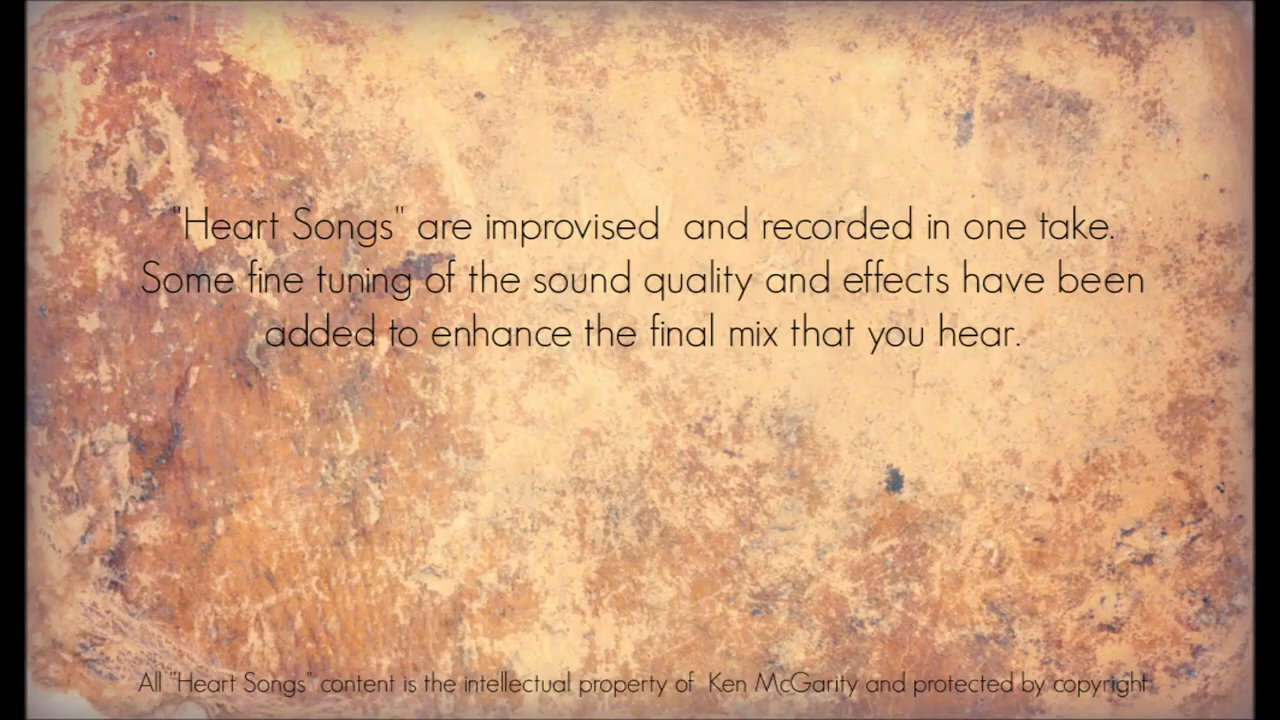 "Heart Songs" are improvised and recorded in one take.
Some fine tuning of the sound quality and effects have been
added to enhance the final mix that you hear.
All "Heart Songs" content is the intellectual property of Ken McGarity and protected by copyright